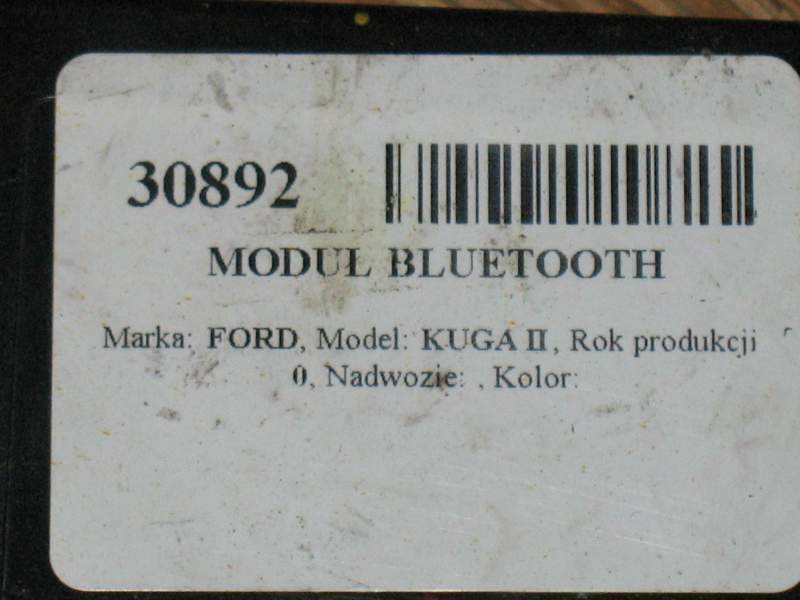 30892
MODUŁ BLUETOOTH
Marka: FORD, Model: KUGA II, Rok produkcji
0, Nadwozie: , Kolor: